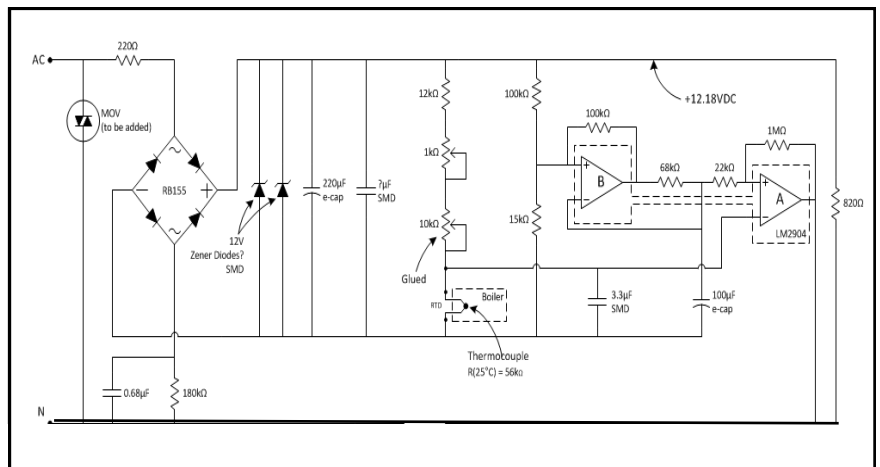 220Ω
AC
MOV
(to be added)
RB155
12V
Zener Diodes?
SMD
220µF
e-cap
?µF
SMD
12kΩ
1kΩ
10kΩ
Glued
RTD
Boiler
Thermocouple
R(25°C) = 56kΩ
100kΩ
15kΩ
100kΩ
B
68kΩ
22kΩ
+12.18VDC
1MΩ
A
LM2904
820Ω
3.3µF
SMD
100µF
e-cap
0.68µF
180kΩ
N